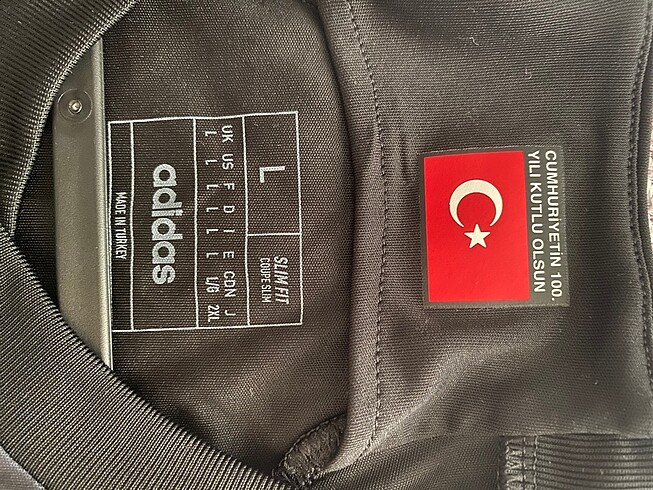 L
SLIM FIT
COUPE SLIM
UK US F D I E CDN J
L L L L L L L/G 2XL
adidas
MADE IN TURKEY
CUMHURİYETİN 100.
YILI KUTLU OLSUN